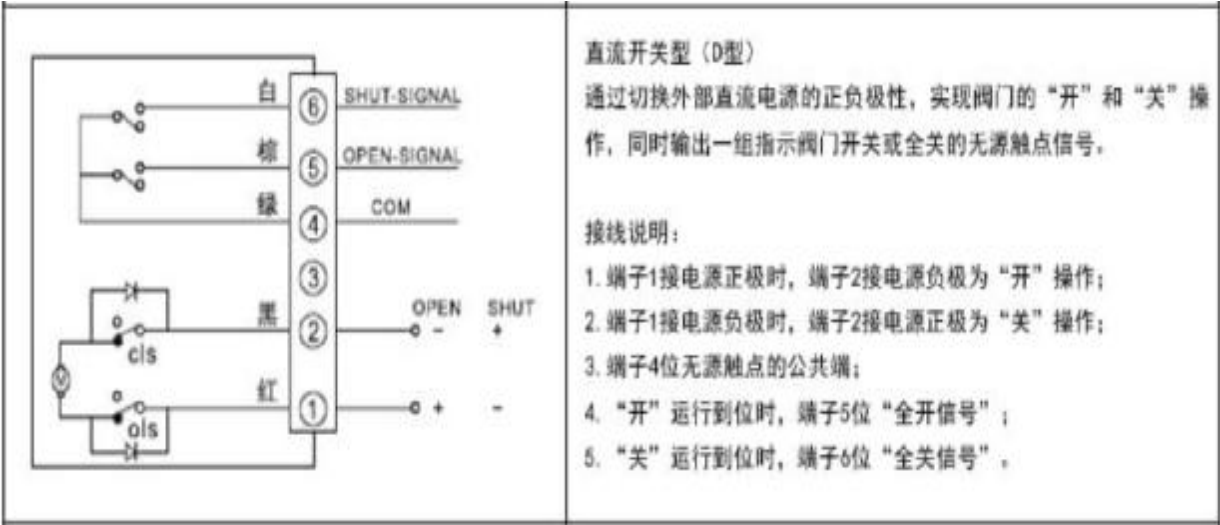 白
⑥
SHUT-SIGNAL
棕
⑤
OPEN-SIGNAL
绿
④
COM
③
OPEN SHUT
黑
②
- +
cls
V
红
①
+ -
ols
直流开关型（D型）
通过切换外部直流电源的正负极性，实现阀门的“开”和“关”操
作，同时输出一组指示阀门开关或全关的无源触点信号。
接线说明：
1. 端子1接电源正极时，端子2接电源负极为“开”操作；
2. 端子1接电源负极时，端子2接电源正极为“关”操作；
3. 端子4位无源触点的公共端；
4. “开”运行到位时，端子5位“全开信号”；
5. “关”运行到位时，端子6位“全关信号”。